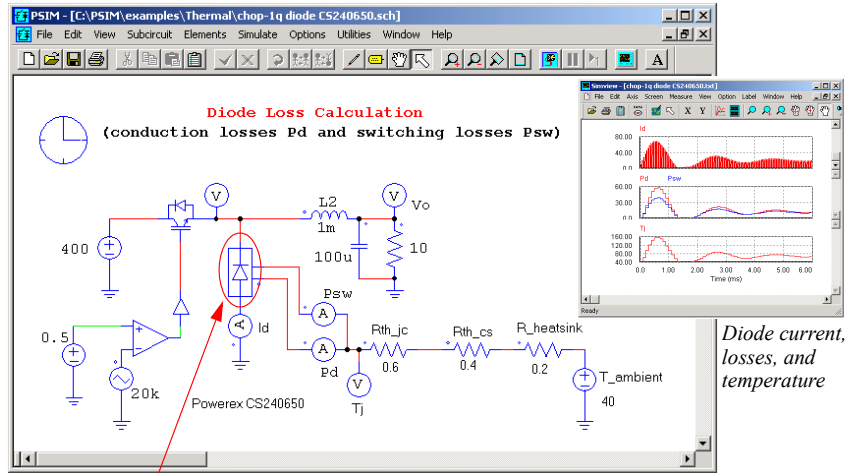 PSIM - [C:\PSIM\examples\Thermal\chop-1q diode CS240650.sch]
File Edit View Subcircuit Elements Simulate Options Utilities Window Help
A
Diode Loss Calculation
(conduction losses Pd and switching losses Psw)
V
V
Vo
L2
1m
400
100u
10
Psw
A
A
Id
0.5
20k
A
Pd
V
Tj
Rth_jc
0.6
Rth_cs
0.4
R_heatsink
0.2
T_ambient
40
Powerex CS240650
Simview - [chop-1q diode CS240650.txt]
File Edit Axis Screen Measure View Option Label Window Help
X Y
Id
80.00
40.00
0.0
Pd Psw
60.00
30.00
0.0
Tj
160.00
120.00
80.00
40.00
0.0 1.00 2.00 3.00 4.00 5.00 6.00
Time (ms)
Ready
Diode current,
losses, and
temperature